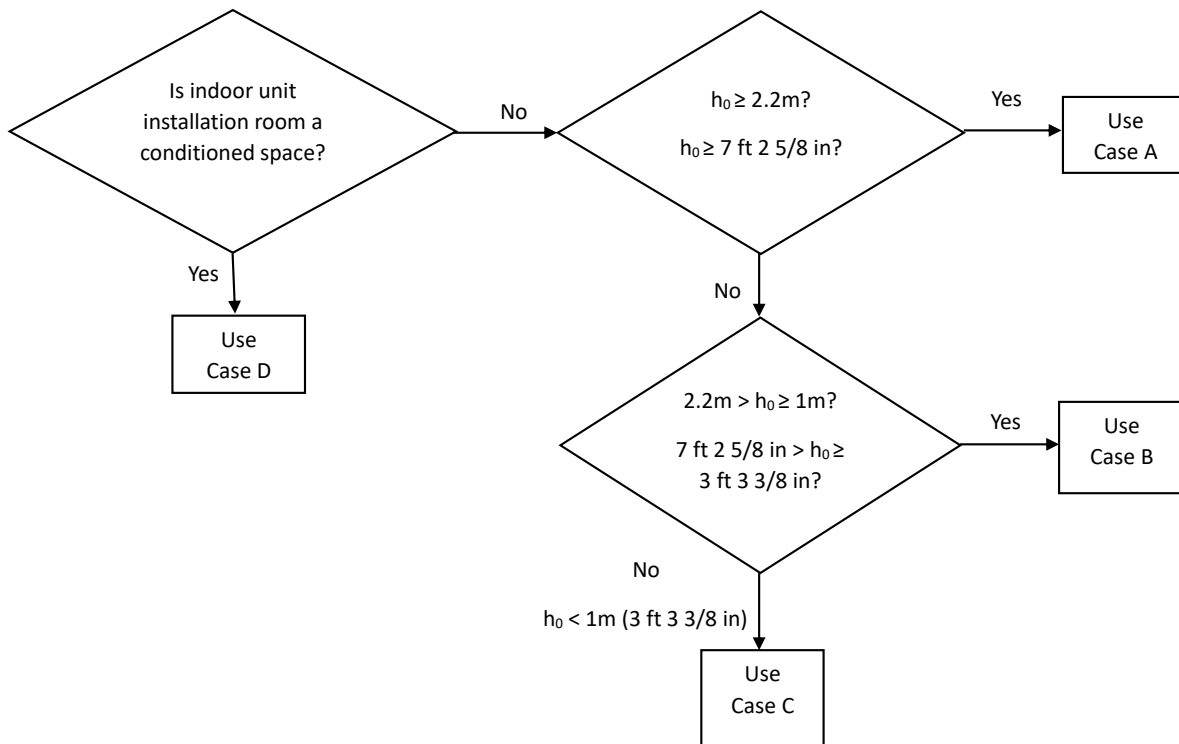 Is indoor unit
installation room a
conditioned space?
No
h₀ ≥ 2.2m?
h₀ ≥ 7 ft 2 5/8 in?
Yes
Use
Case A
Yes
Use
Case D
No
2.2m > h₀ ≥ 1m?
7 ft 2 5/8 in > h₀ ≥
3 ft 3 3/8 in?
Yes
Use
Case B
No
h₀ < 1m (3 ft 3 3/8 in)
Use
Case C